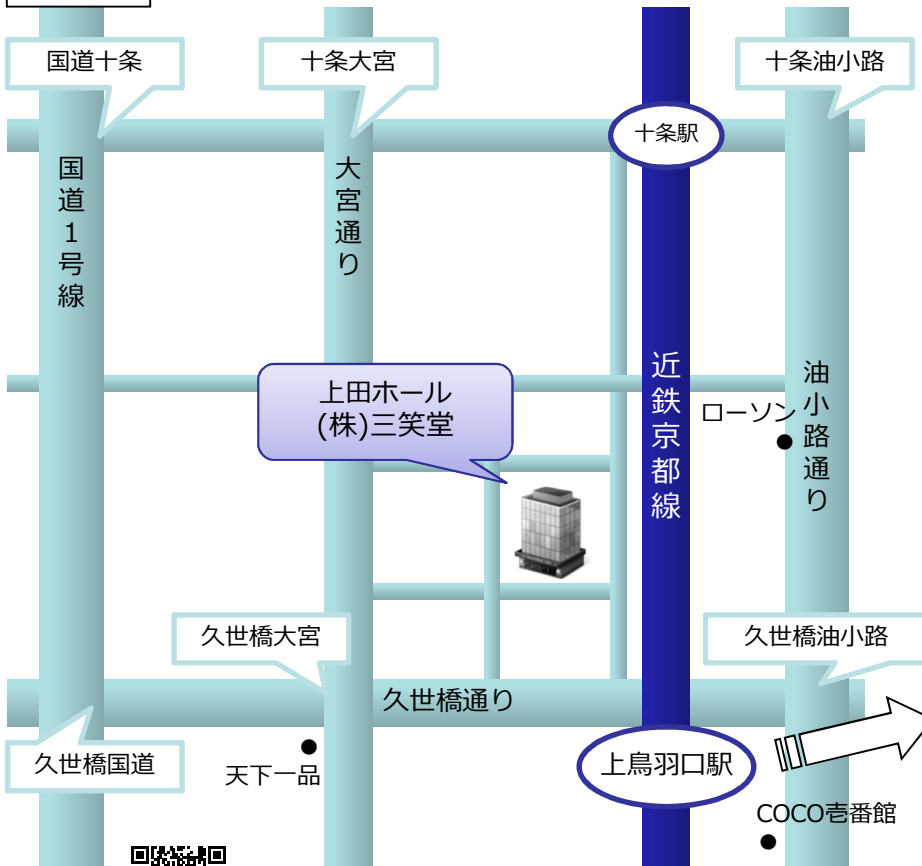 国道十条
十条大宮
十条油小路
十条駅
国道1号線
大宮通り
上田ホール
(株)三笑堂
近鉄京都線
ローソン
油小路通り
久世橋大宮
久世橋油小路
久世橋通り
久世橋国道
天下一品
上鳥羽口駅
COCO壱番館